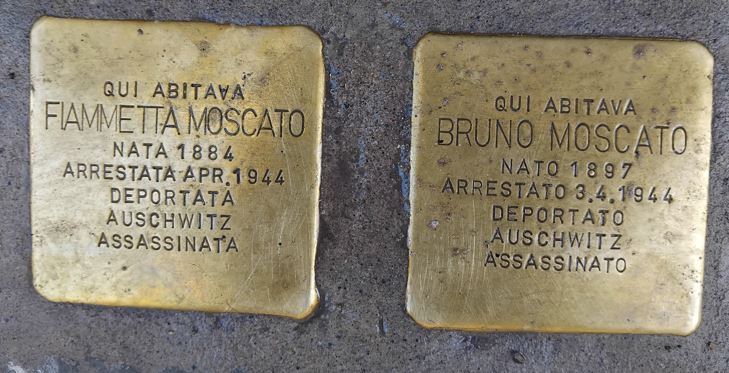 QUI ABITAVA
FIAMMETTA MOSCATO
NATA 1884
ARRESTATA APR. 1944
DEPORTATA
AUSCHWITZ
ASSASSINATA
QUI ABITAVA
BRUNO MOSCATO
NATO 1897
ARRESTATO 3.4.1944
DEPORTATO
AUSCHWITZ
ASSASSINATO